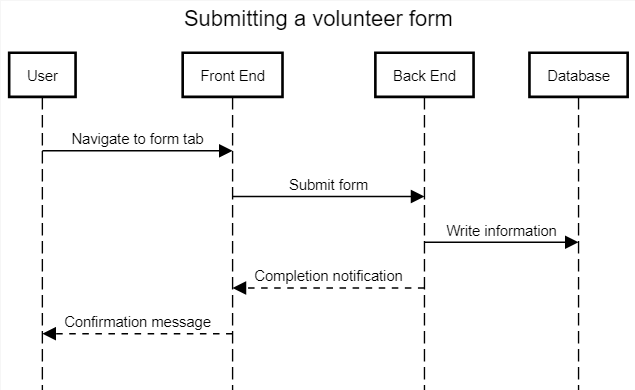 Submitting a volunteer form
User
Front End
Back End
Database
Navigate to form tab
Submit form
Write information
Completion notification
Confirmation message